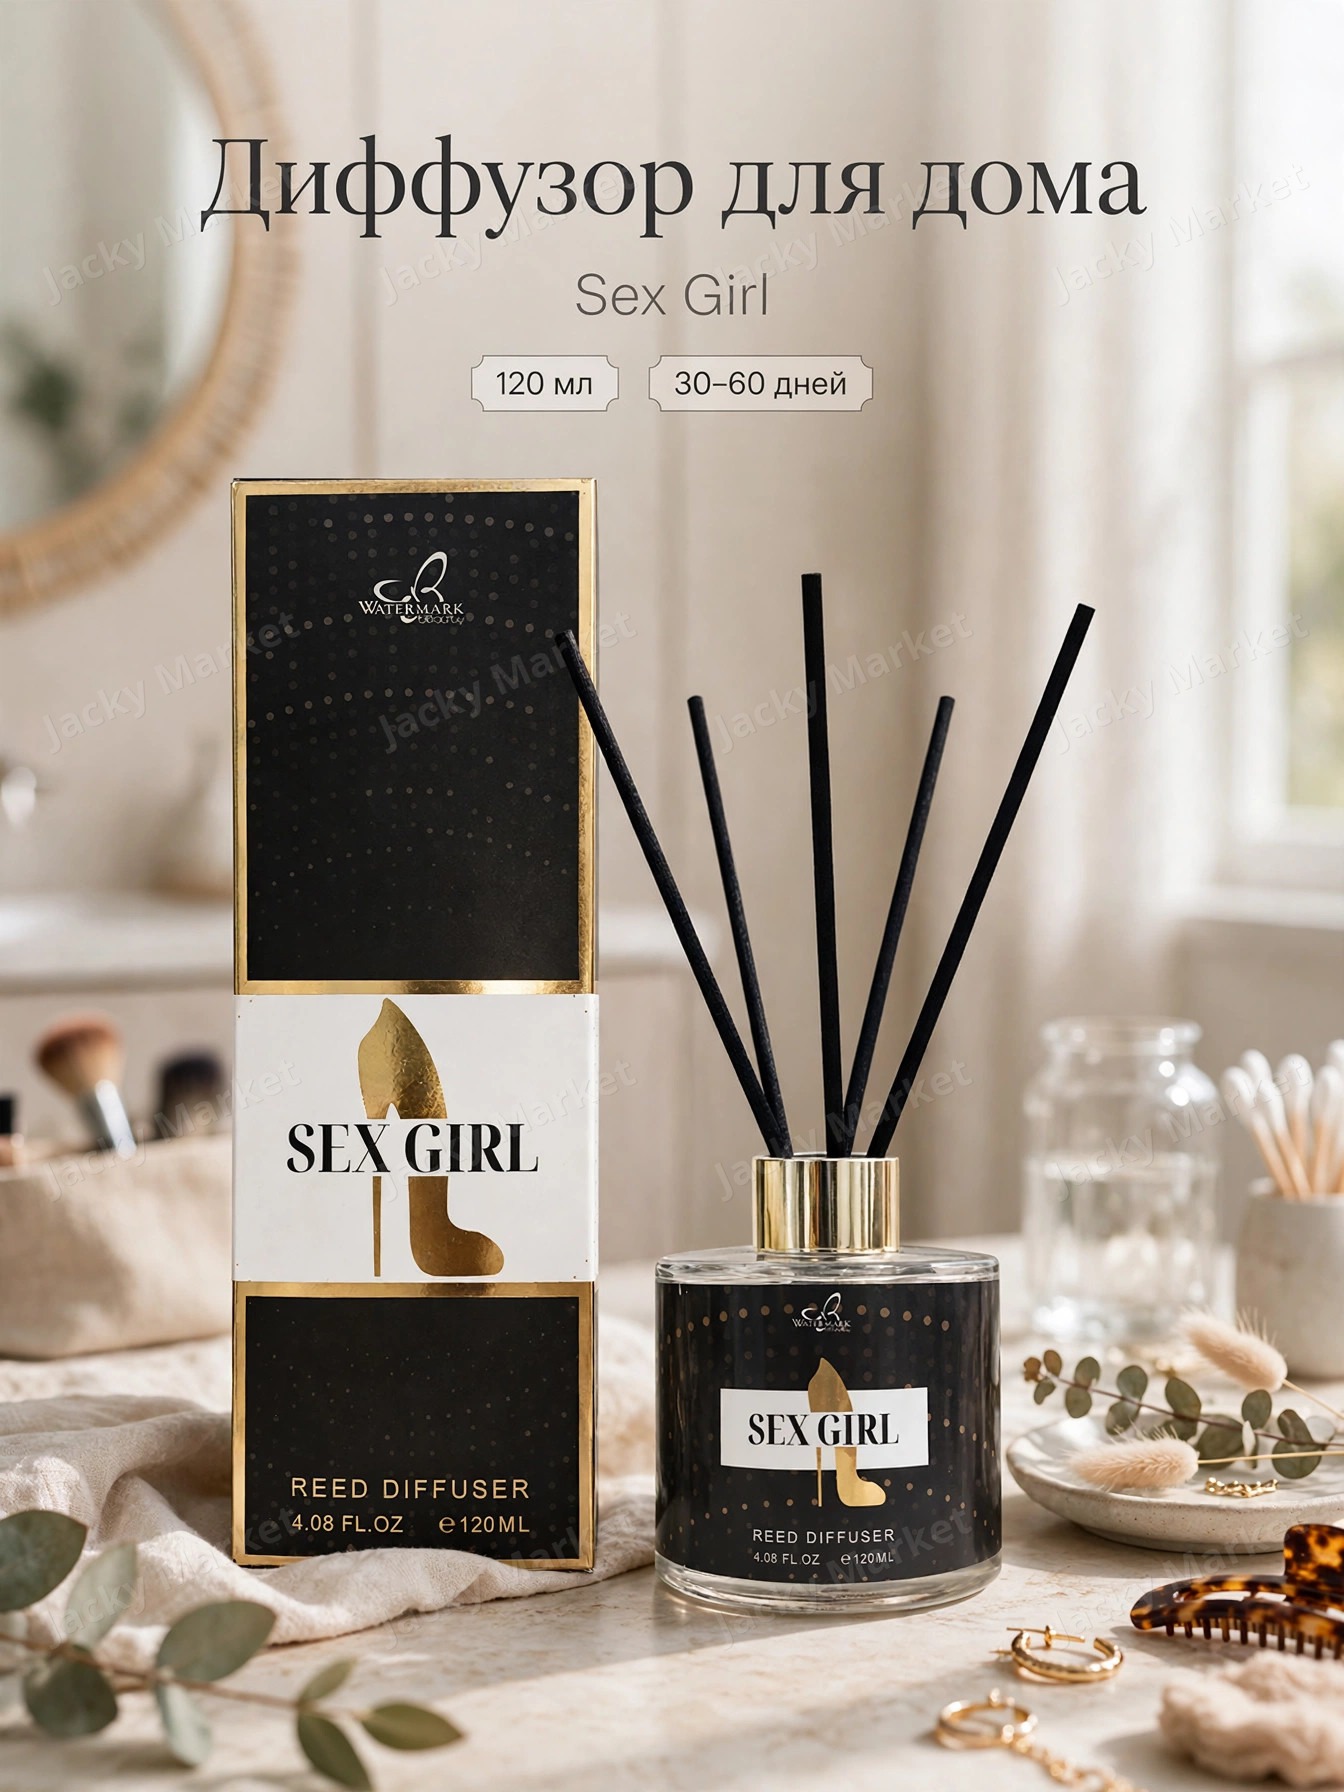 Диффузор для дома
Sex Girl
120 мл
30–60 дней
WATERMARK
Beauty
SEX GIRL
REED DIFFUSER
4.08 FL.OZ ℮120ML
WATERMARK
SEX GIRL
REED DIFFUSER
4.08 FL.OZ ℮120ML
Jacky Market